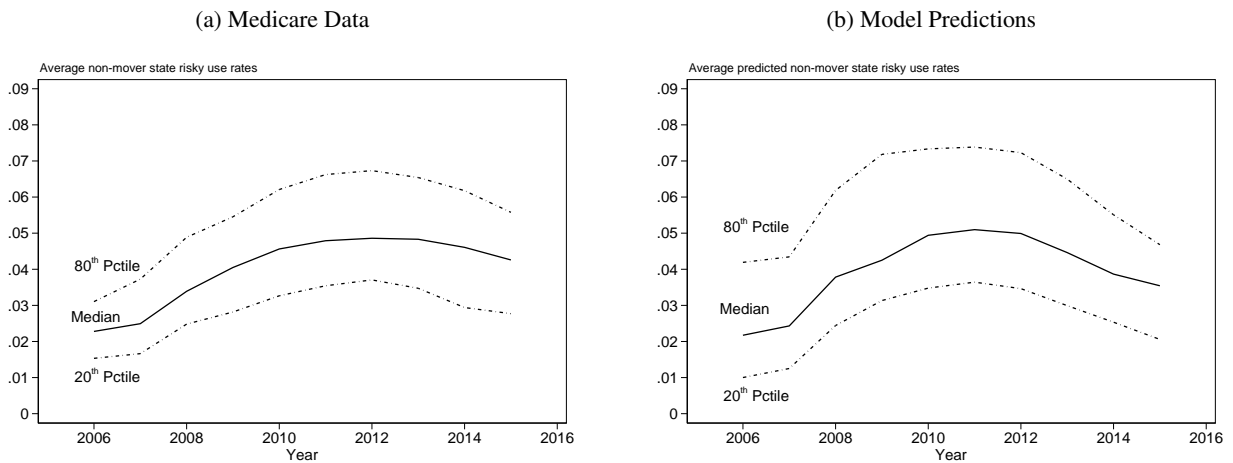 (a) Medicare Data
Average non-mover state risky use rates
.09
.08
.07
.06
.05
.04
.03
.02
.01
0
80th Pctile
Median
20th Pctile
2006 2008 2010 2012 2014 2016
Year
(b) Model Predictions
Average predicted non-mover state risky use rates
.09
.08
.07
.06
.05
.04
.03
.02
.01
0
80th Pctile
Median
20th Pctile
2006 2008 2010 2012 2014 2016
Year